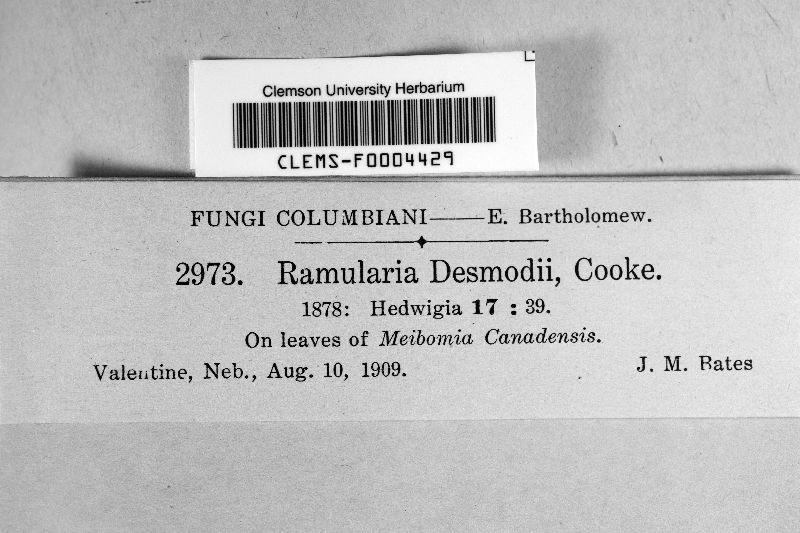 Clemson University Herbarium
CLEMS-F0004429
FUNGI COLUMBIANI——E. Bartholomew.
2973. Ramularia Desmodii, Cooke.
1878: Hedwigia 17 : 39.
On leaves of Meibomia Canadensis.
Valentine, Neb., Aug. 10, 1909. J. M. Bates